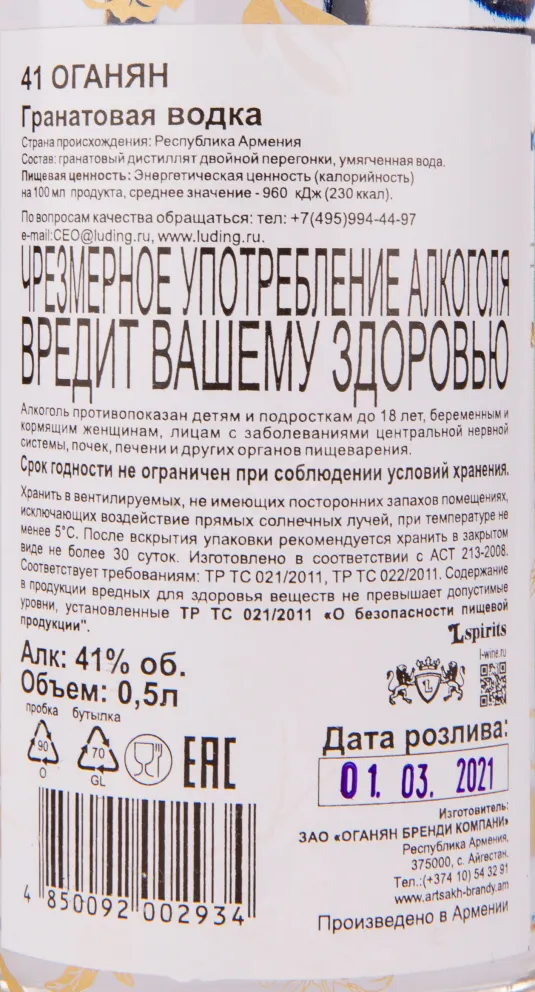 41 ОГАНЯН
Гранатовая водка
Страна происхождения: Республика Армения
Состав: гранатовый дистиллят двойной перегонки, умягченная вода.
Пищевая ценность: Энергетическая ценность (калорийность)
на 100 мл продукта, среднее значение - 960 кДж (230 ккал).
По вопросам качества обращаться: тел: +7(495)994-44-97
e-mail:CEO@luding.ru, www.luding.ru.
ЧРЕЗМЕРНОЕ УПОТРЕБЛЕНИЕ АЛКОГОЛЯ
ВРЕДИТ ВАШЕМУ ЗДОРОВЬЮ
Алкоголь противопоказан детям и подросткам до 18 лет, беременным и
кормящим женщинам, лицам с заболеваниями центральной нервной
системы, почек, печени и других органов пищеварения.
Срок годности не ограничен при соблюдении условий хранения.
Хранить в вентилируемых, не имеющих посторонних запахов помещениях,
исключающих воздействие прямых солнечных лучей, при температуре не
менее 5°С. После вскрытия упаковки рекомендуется хранить в закрытом
виде не более 30 суток. Изготовлено в соответствии с АСТ 213-2008.
Соответствует требованиям: ТР ТС 021/2011, ТР ТС 022/2011. Содержание
в продукции вредных для здоровья веществ не превышает допустимые
уровни, установленные ТР ТС 021/2011 «О безопасности пищевой
продукции".
Lspirits
l-wine.ru
Алк: 41% об.
Объем: 0,5л
пробка бутылка
90
O
70
GL
L
EAC
Дата розлива:
01. 03. 2021
Изготовитель:
ЗАО «ОГАНЯН БРЕНДИ КОМПАНИ»
Республика Армения,
375000, с. Айгестан.
Тел.:(+374 10) 54 32 91
www.artsakh-brandy.am
Произведено в Армении
4 850092 002934